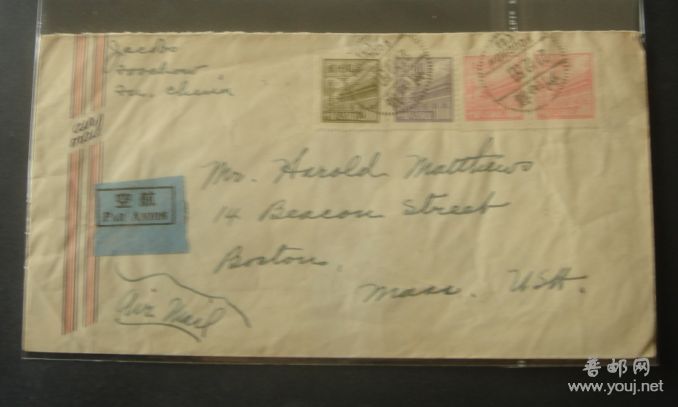 Jacobs
Foochow
Fu. China
Air
mail
空航
PAR AVION
Mr. Harold Matthews
14 Beacon Street
Boston.
Mass. USA.
Air Mail
普邮网
www.youj.net